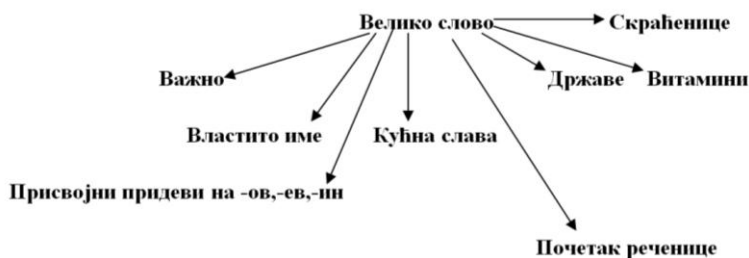 Велико слово
Скраћенице
Важно
Државе
Витамини
Властито име
Кућна слава
Присвојни придеви на -ов,-ев,-ин
Почетак реченице